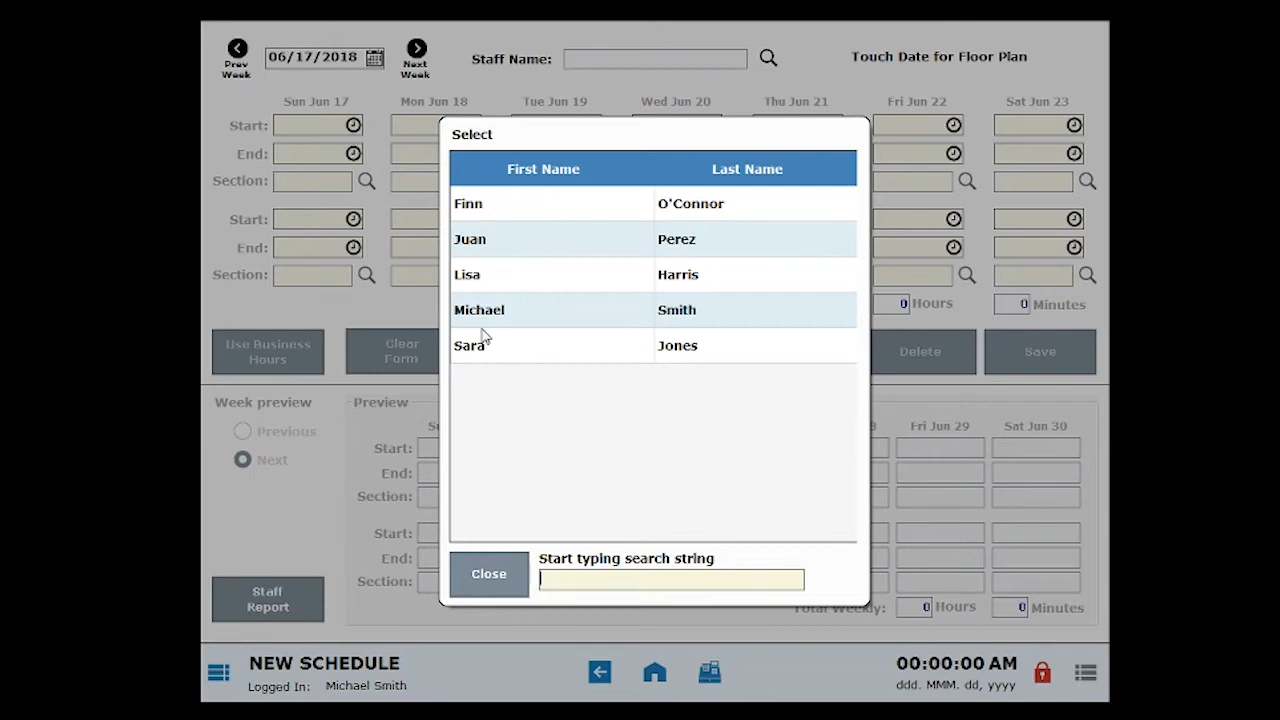 06/17/2018
Prev
Week
Next
Week
Staff Name:
Touch Date for Floor Plan
Sun Jun 17
Mon Jun 18
Tue Jun 19
Wed Jun 20
Thu Jun 21
Fri Jun 22
Sat Jun 23
Start:
End:
Section:
Start:
End:
Section:
0 Hours
0 Minutes
Use Business
Hours
Clear
Form
Delete
Save
Select
First Name Last Name
Finn O'Connor
Juan Perez
Lisa Harris
Michael Smith
Sara Jones
Start typing search string
Close
Week preview
Previous
Next
Preview
Fri Jun 29
Sat Jun 30
Start:
End:
Section:
Start:
End:
Section:
Total Weekly:
0 Hours
0 Minutes
Staff
Report
NEW SCHEDULE
Logged In: Michael Smith
00:00:00 AM
ddd. MMM. dd, yyyy